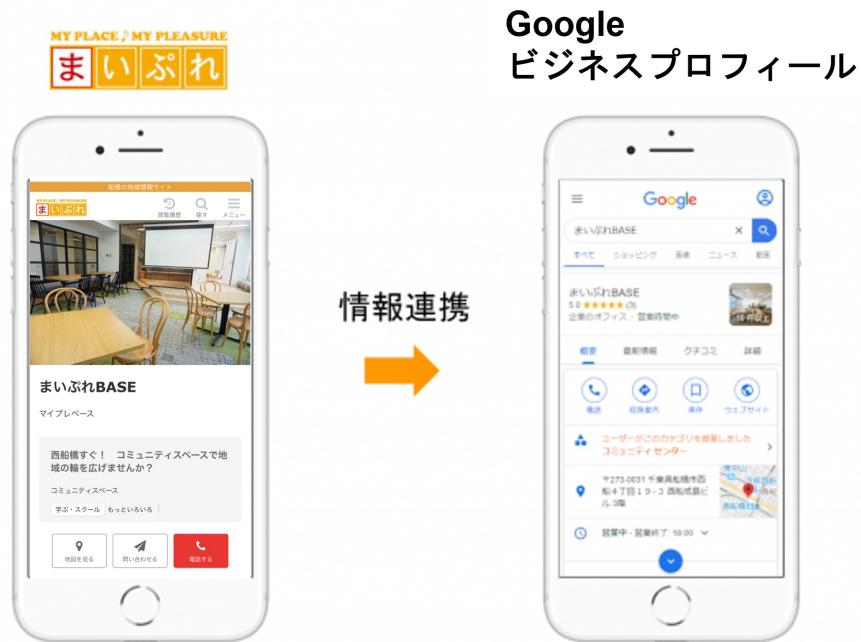 MY PLACE♪MY PLEASURE
まいぷれ
Google
ビジネスプロフィール
船橋の地域情報サイト
MY PLACE♪MY PLEASURE
まいぷれ
閲覧履歴
探す
メニュー
まいぷれBASE
マイプレベース
西船橋すぐ！　コミュニティスペースで地
域の輪を広げませんか？
コミュニティスペース
学ぶ・スクール
もっといろいろ
地図を見る
問い合わせる
電話する
情報連携
Google
まいぷれBASE
すべて
ショッピング
画像
ニュース
動画
まいぷれBASE
5.0 ★★★★★ (3)
企業のオフィス・営業時間中
10 件以上
概要
最新情報
クチコミ
詳細
電話
経路案内
保存
ウェブサイト
ユーザーがこのカテゴリを提案しました
コミュニティ センター
〒273-0031 千葉県船橋市西
船4丁目19-3 西船成島ビ
ル 3階
営業中・営業終了: 18:00